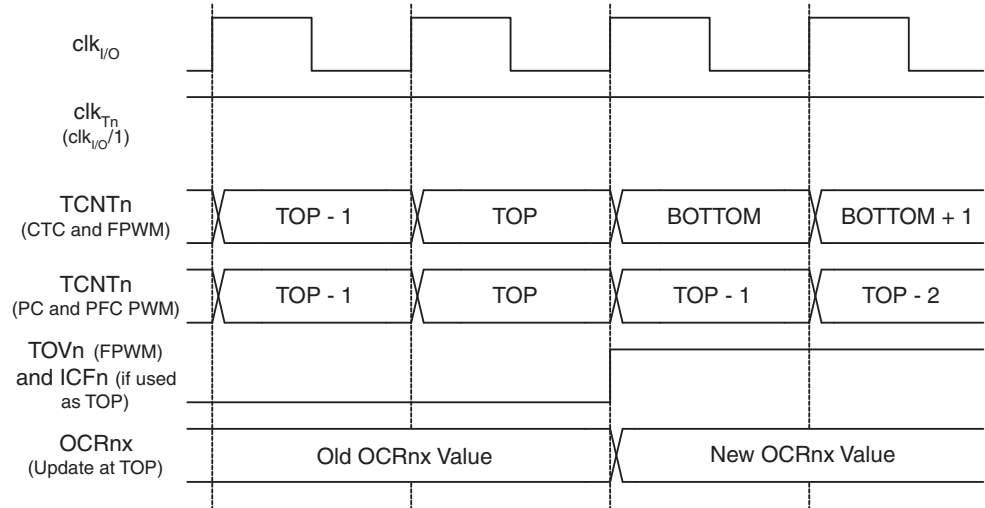 clkI/O
clkTn
(clkI/O/1)
TCNTn
(CTC and FPWM)
TOP - 1
TOP
BOTTOM
BOTTOM + 1
TCNTn
(PC and PFC PWM)
TOP - 1
TOP
TOP - 1
TOP - 2
TOVn (FPWM)
and ICFn (if used
as TOP)
OCRnx
(Update at TOP)
Old OCRnx Value
New OCRnx Value